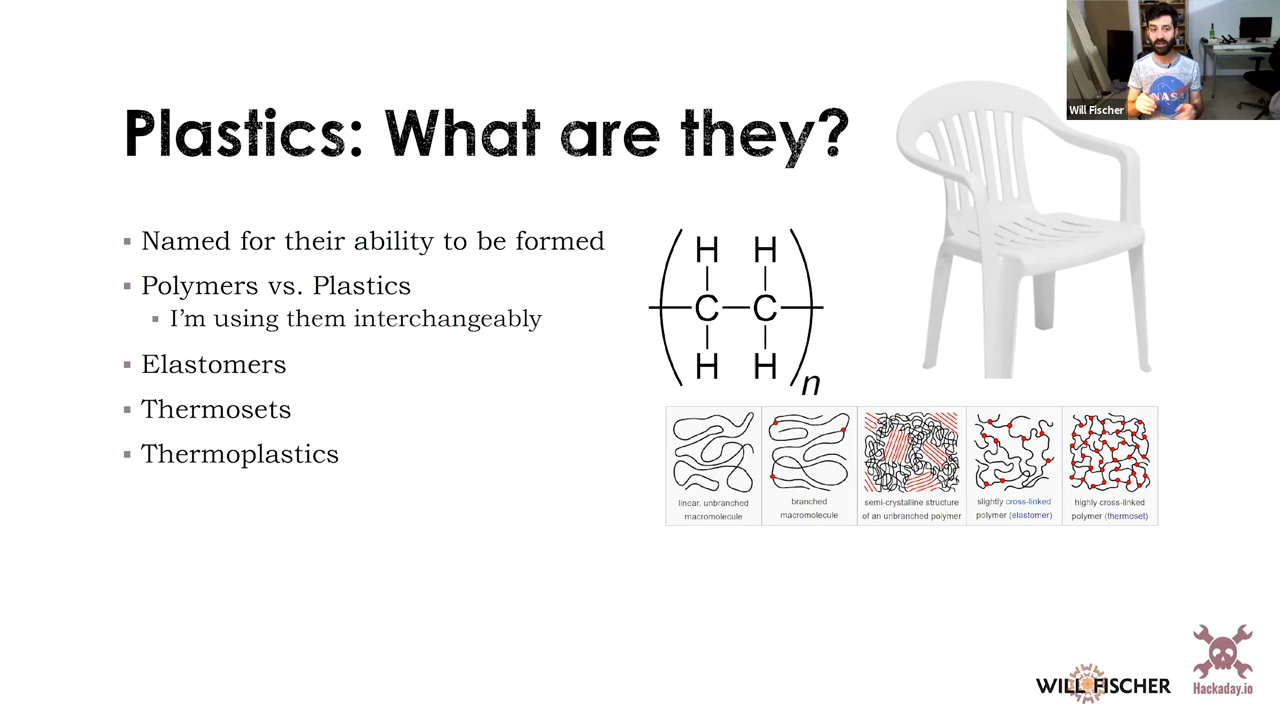 Plastics: What are they?
Named for their ability to be formed
Polymers vs. Plastics
I'm using them interchangeably
Elastomers
Thermosets
Thermoplastics
H H
C C
H H
n
linear, unbranched
macromolecule
branched
macromolecule
semi-crystalline structure
of an unbranched polymer
slightly cross-linked
polymer (elastomer)
highly cross-linked
polymer (thermoset)
NASA
Will Fischer
WILL FISCHER
Hackaday.io